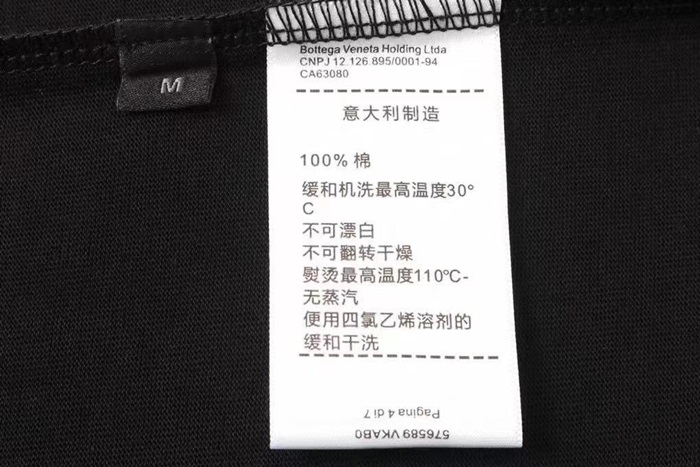 M
Bottega Veneta Holding Ltda
CNPJ 12.126.895/0001-94
CA63080
意大利制造
100% 棉
缓和机洗最高温度30°
C
不可漂白
不可翻转干燥
熨烫最高温度110℃-
无蒸汽
便用四氯乙烯溶剂的
缓和干洗
Pagina 4 di 7
576589 VKAB0